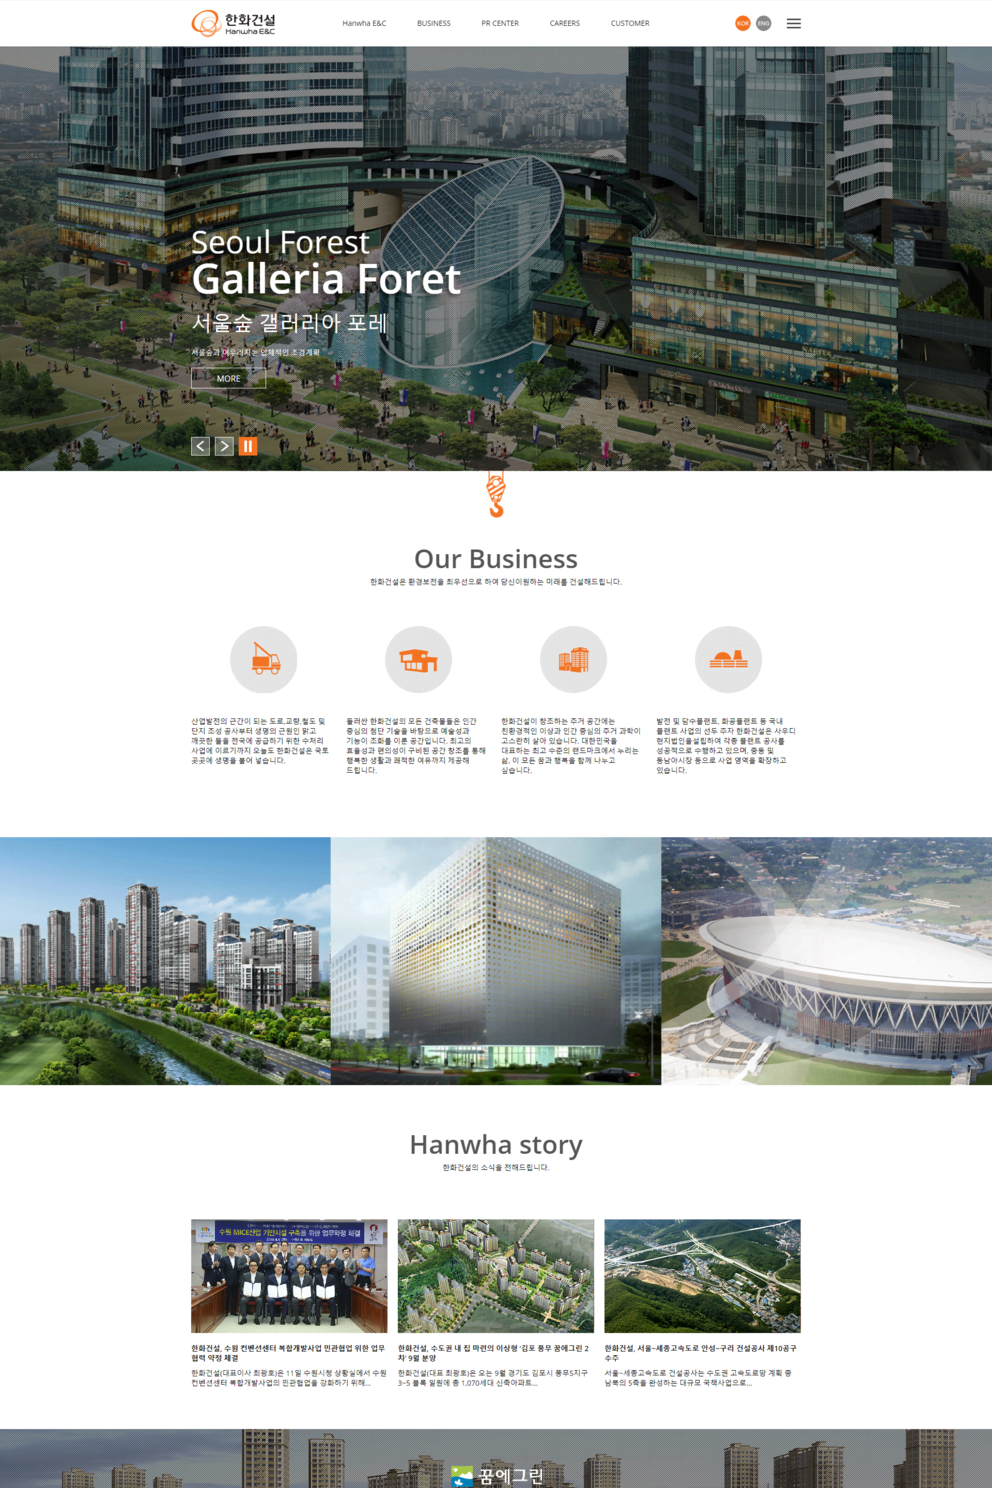 한화건설
Hanwha E&C
Hanwha E&C
BUSINESS
PR CENTER
CAREERS
CUSTOMER
KOR
ENG
Seoul Forest
Galleria Foret
서울숲 갤러리아 포레
서울숲과 어우러지는 입체적인 조경계획
MORE
Our Business
한화건설은 환경보전을 최우선으로 하여 당신이원하는 미래를 건설해드립니다.
산업발전의 근간이 되는 도로,교량,철도 및
단지 조성 공사부터 생명의 근원인 맑고
깨끗한 물을 전국에 공급하기 위한 수처리
사업에 이르기까지 오늘도 한화건설은 국토
곳곳에 생명을 불어 넣습니다.
둘러싼 한화건설의 모든 건축물들은 인간
중심의 첨단 기술을 바탕으로 예술성과
기능이 조화를 이룬 공간입니다. 최고의
효율성과 편의성이 구비된 공간 창조를 통해
행복한 생활과 쾌적한 여유까지 제공해
드립니다.
한화건설이 창조하는 주거 공간에는
친환경적인 이상과 인간 중심의 주거 과학이
고스란히 살아 있습니다. 대한민국을
대표하는 최고 수준의 랜드마크에서 누리는
삶, 이 모든 꿈과 행복을 함께 나누고
싶습니다.
발전 및 담수플랜트, 화공플랜트 등 국내
플랜트 사업의 선두 주자 한화건설은 사우디
현지법인을설립하여 각종 플랜트 공사를
성공적으로 수행하고 있으며, 중동 및
동남아시장 등으로 사업 영역을 확장하고
있습니다.
Hanwha story
한화건설의 소식을 전해드립니다.
수원 MICE산업 기반시설 구축을 위한 업무협약 체결
한화건설, 수원 컨벤션센터 복합개발사업 민관협업 위한 업무
협력 약정 체결
한화건설(대표이사 최광호)은 11일 수원시청 상황실에서 수원
컨벤션센터 복합개발사업의 민관협업을 강화하기 위해...
한화건설, 수도권 내 집 마련의 이상형 '김포 풍무 꿈에그린 2
차' 9월 분양
한화건설(대표 최광호)은 오는 9월 경기도 김포시 풍무5지구
3~5 블록 일원에 총 1,070세대 신축아파트...
한화건설, 서울~세종고속도로 안성~구리 건설공사 제10공구
수주
서울~세종고속도로 건설공사는 수도권 고속도로망 계획 중
남북의 5축을 완성하는 대규모 국책사업으로...
꿈에그린